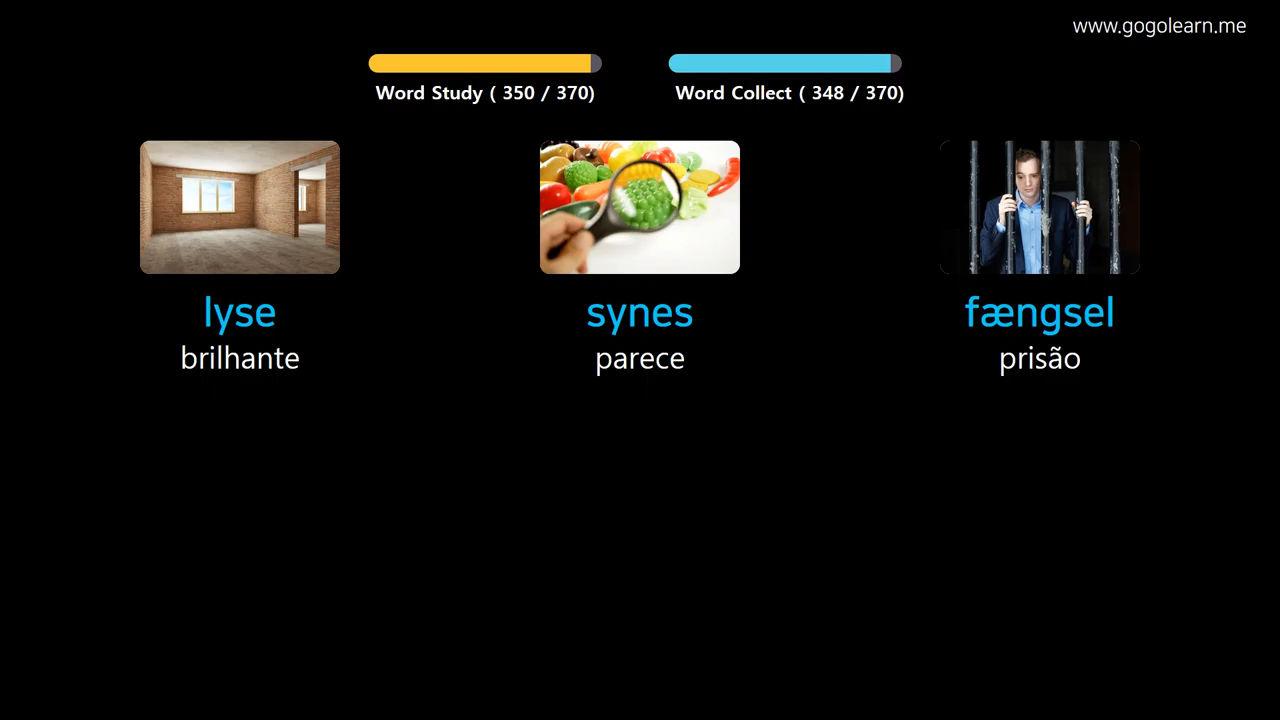 www.gogolearn.me
Word Study ( 350 / 370)
Word Collect ( 348 / 370)
lyse
synes
fængsel
brilhante
parece
prisão